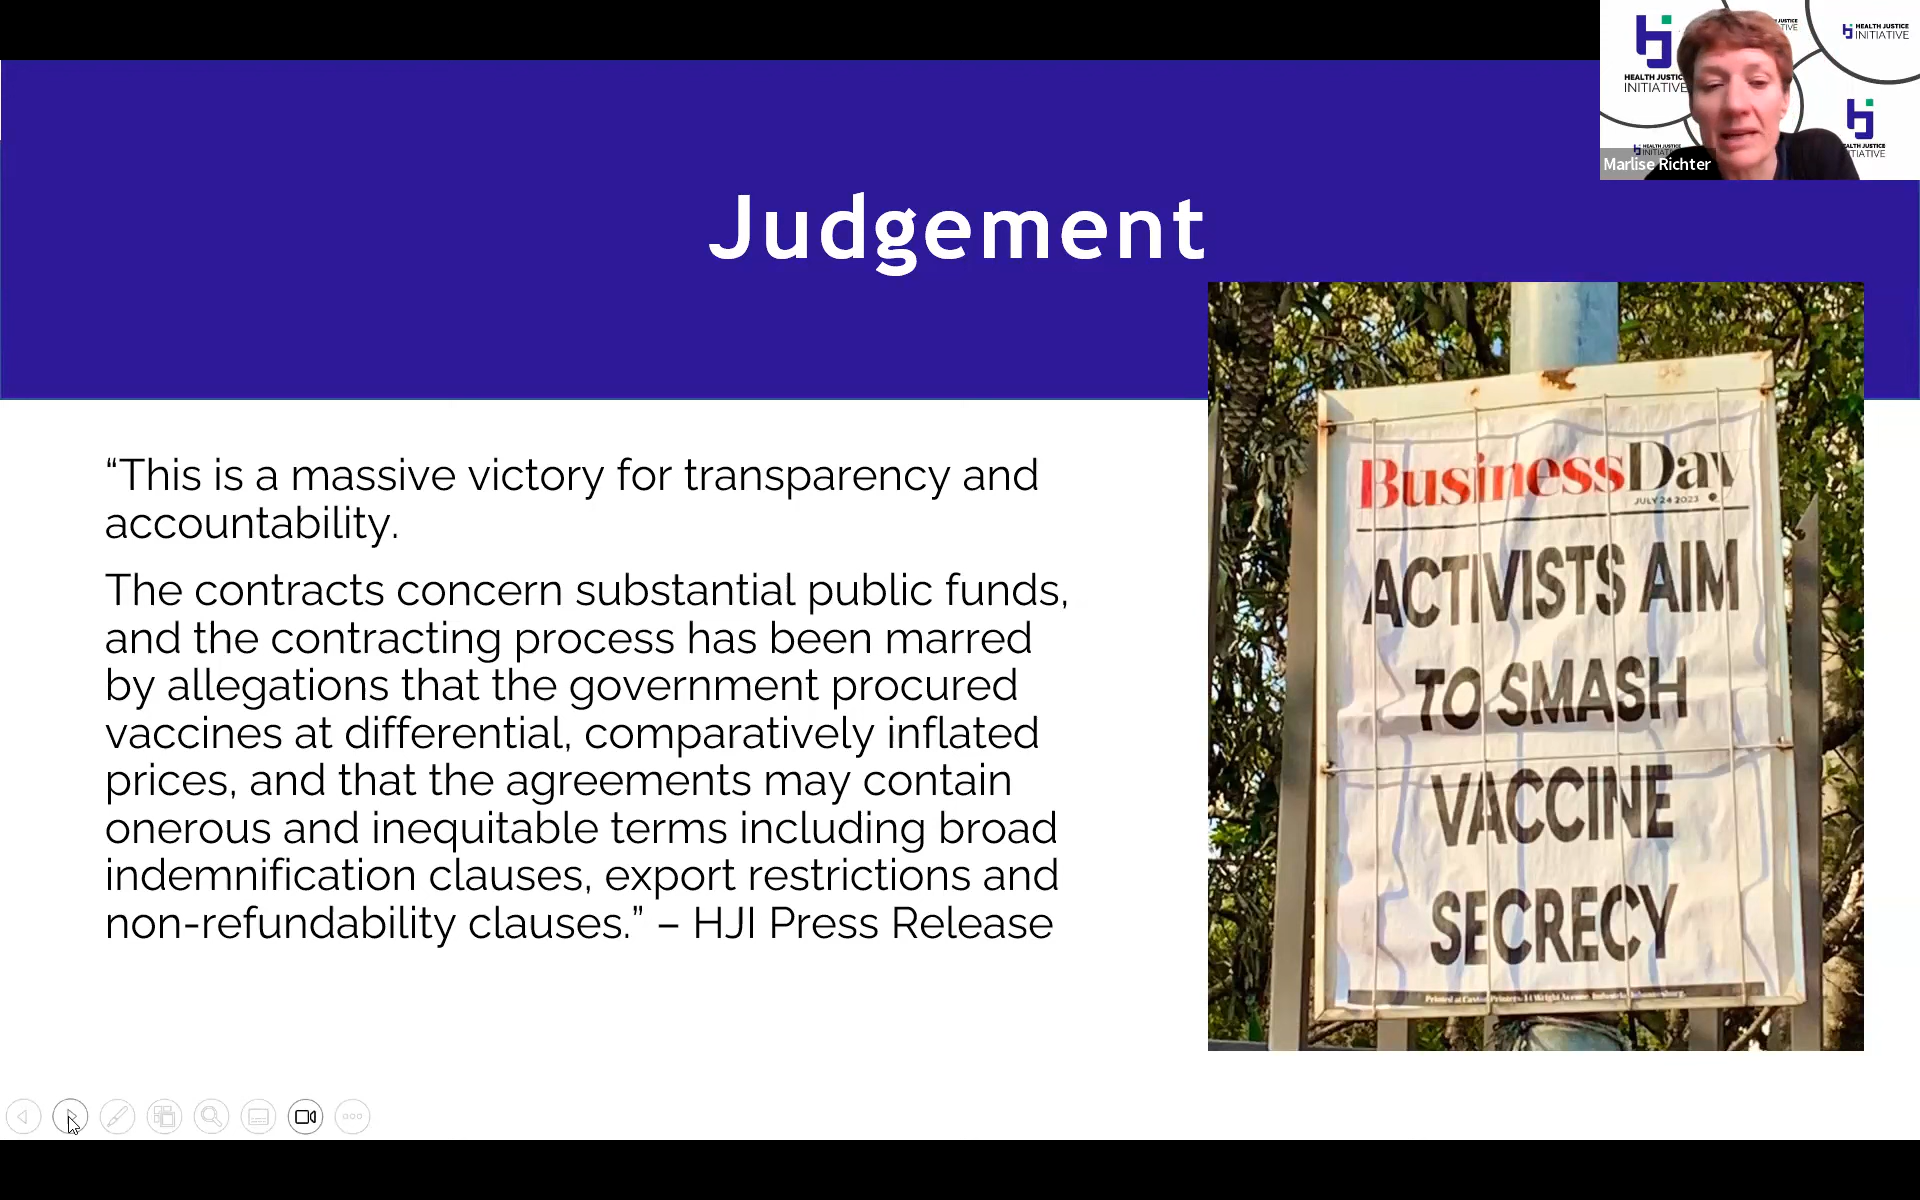 HEALTH JUSTICE
INITIATIVE
HEALTH JUSTICE
INITIATIVE
Marlise Richter
Judgement
“This is a massive victory for transparency and
accountability.
The contracts concern substantial public funds,
and the contracting process has been marred
by allegations that the government procured
vaccines at differential, comparatively inflated
prices, and that the agreements may contain
onerous and inequitable terms including broad
indemnification clauses, export restrictions and
non-refundability clauses.” – HJI Press Release
BusinessDay
JULY 24 2023
ACTIVISTS AIM
TO SMASH
VACCINE
SECRECY